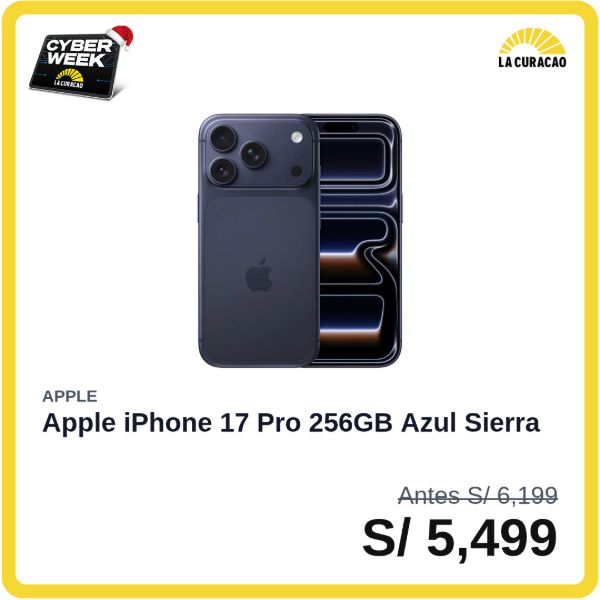 CYBER
WEEK
LA CURACAO
LA CURACAO
APPLE
Apple iPhone 17 Pro 256GB Azul Sierra
Antes S/ 6,199
S/ 5,499